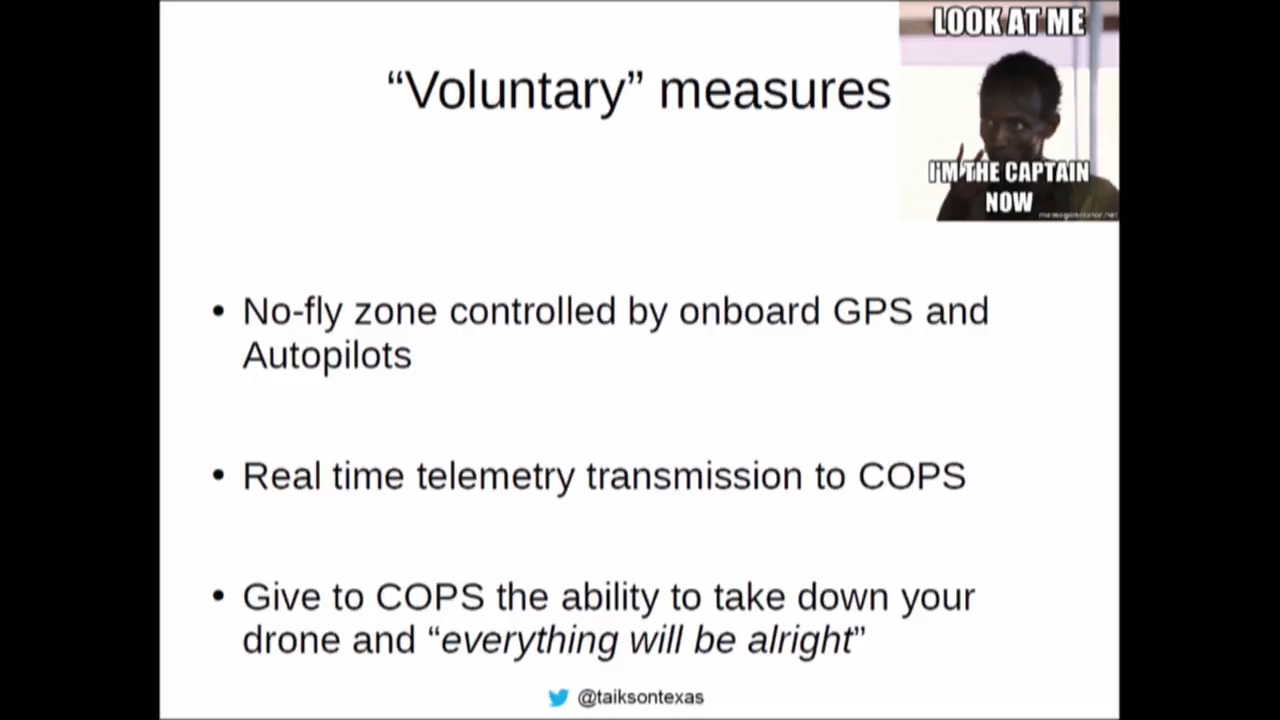 LOOK AT ME
“Voluntary” measures
I'M THE CAPTAIN
NOW
memegenerator.net
• No-fly zone controlled by onboard GPS and
Autopilots
• Real time telemetry transmission to COPS
• Give to COPS the ability to take down your
drone and “everything will be alright”
@taiksontexas